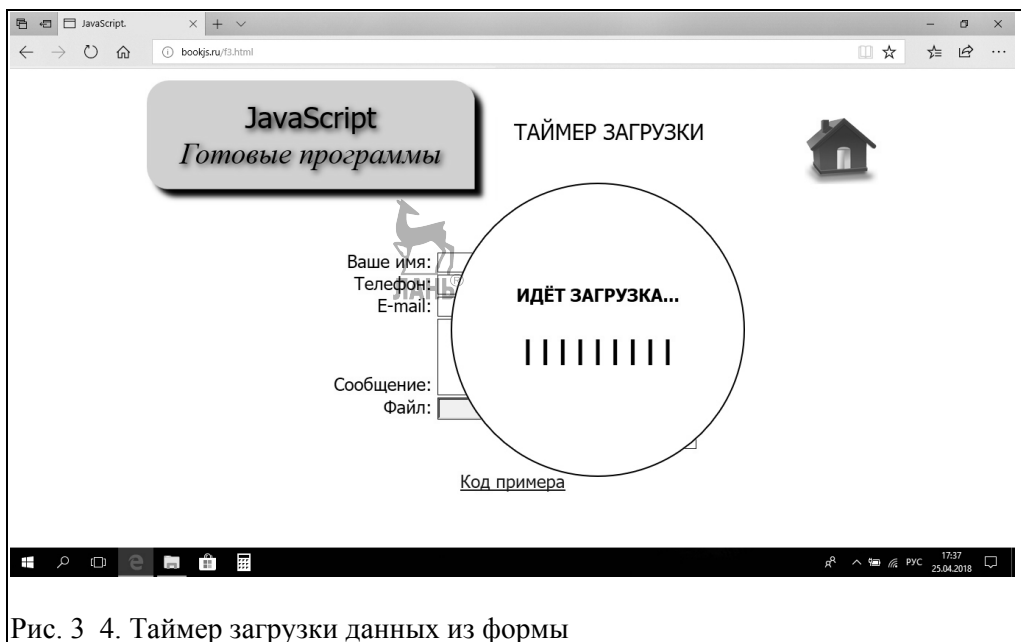 JavaScript.
bookjs.ru/f3.html
JavaScript
Готовые программы
ТАЙМЕР ЗАГРУЗКИ
Ваше имя:
Телефон:
E-mail:
ЛАНЬ®
ИДЁТ ЗАГРУЗКА...
| | | | | | | | |
Сообщение:
Файл:
Код примера
РУС
17:37
25.04.2018
Рис. 3 4. Таймер загрузки данных из формы